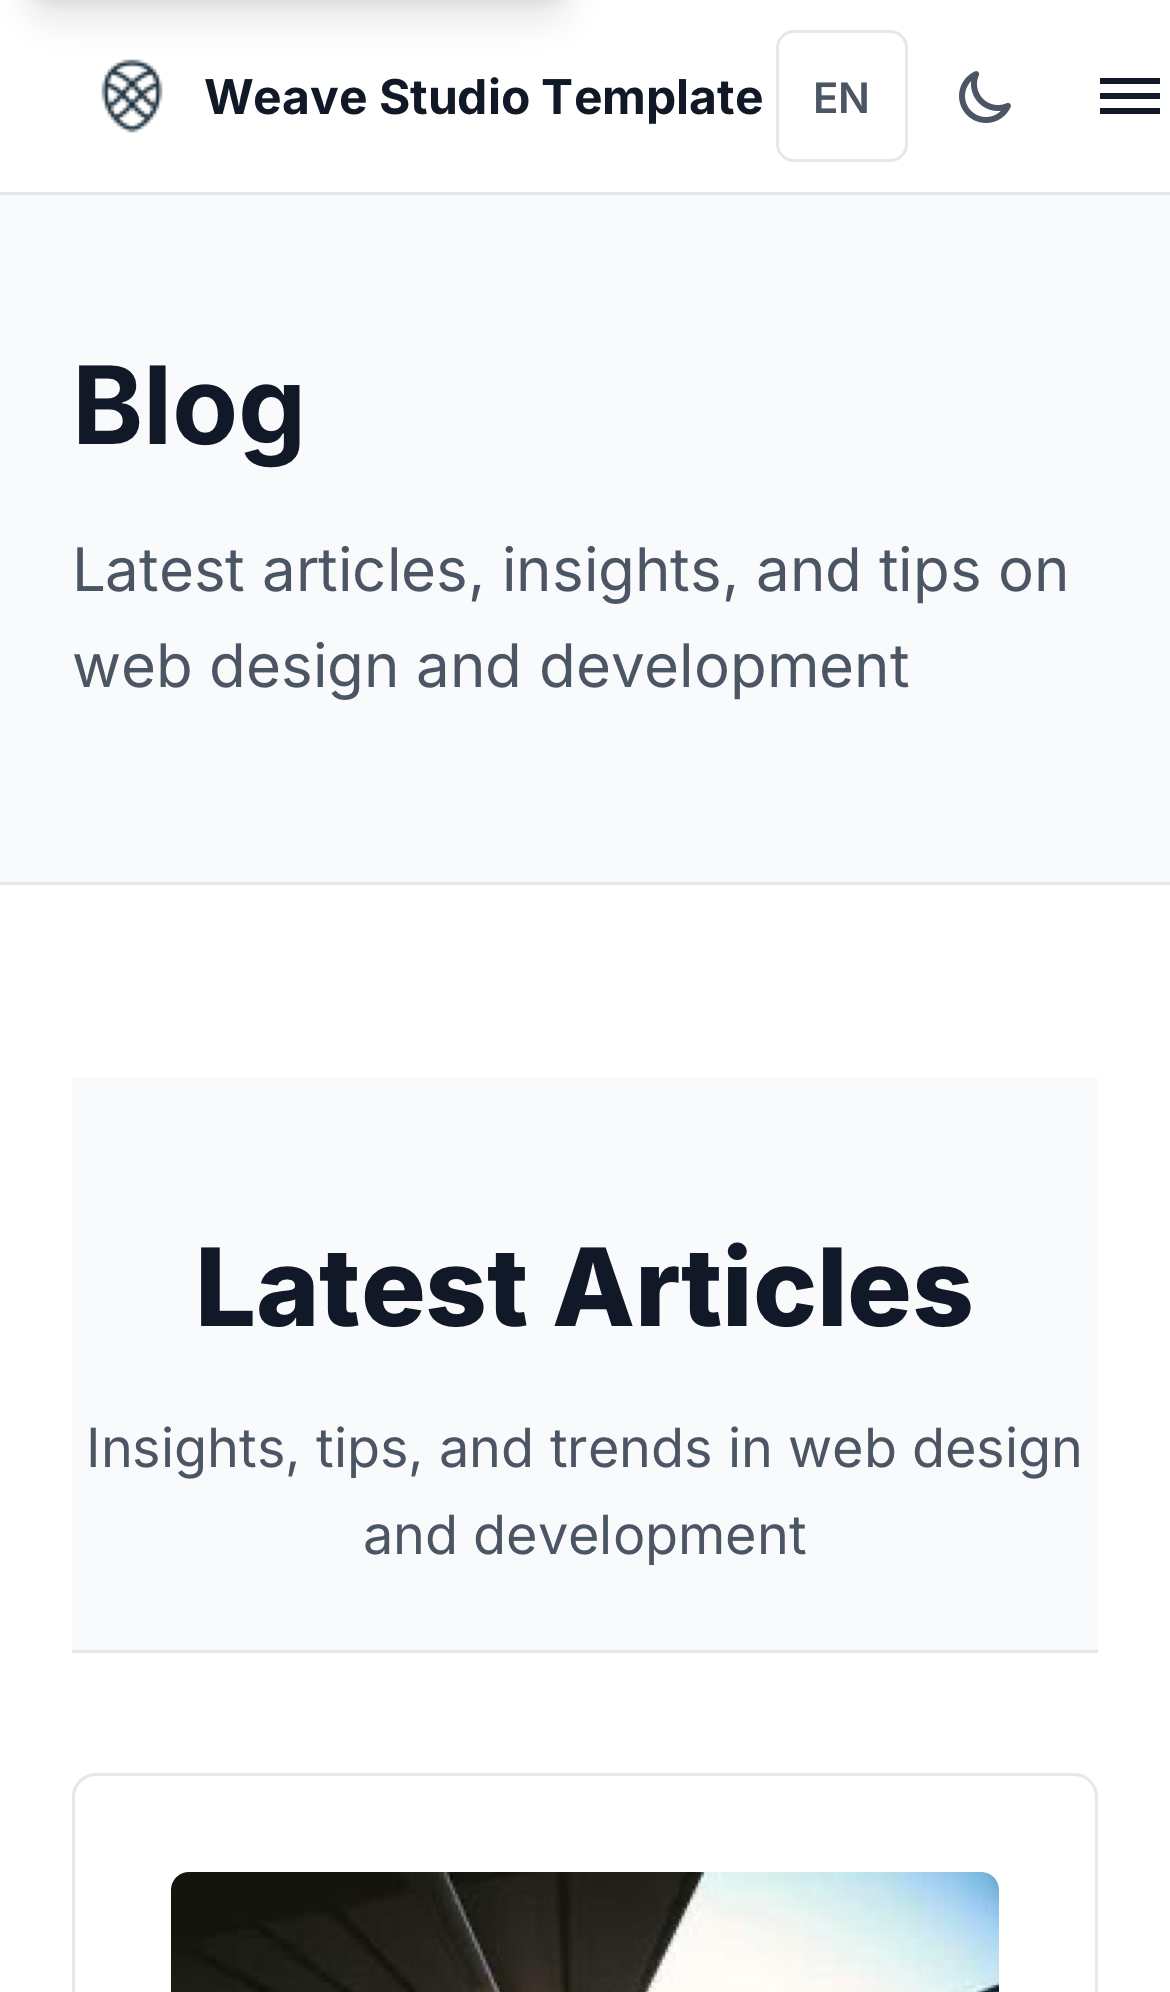 Weave Studio Template EN
Blog
Latest articles, insights, and tips on
web design and development
Latest Articles
Insights, tips, and trends in web design
and development